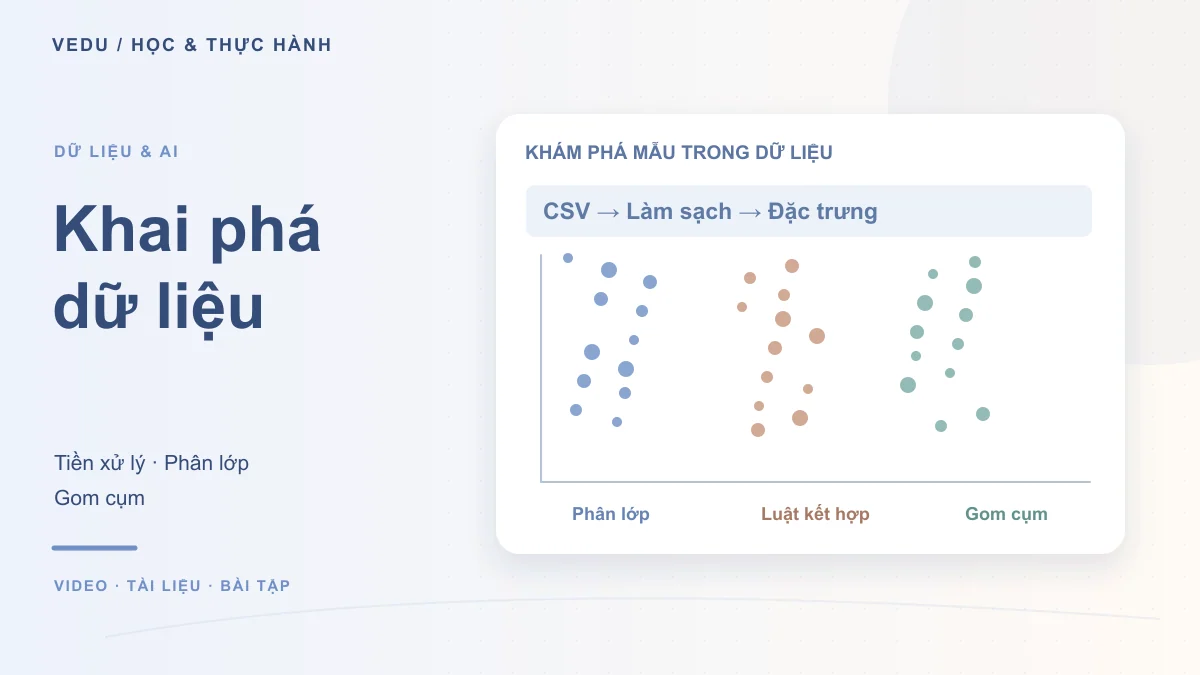 VEDU / HỌC & THỰC HÀNH
DỮ LIỆU & AI
Khai phá
dữ liệu
Tiền xử lý · Phân lớp
Gom cụm
VIDEO · TÀI LIỆU · BÀI TẬP
KHÁM PHÁ MẪU TRONG DỮ LIỆU
CSV → Làm sạch → Đặc trưng
Phân lớp
Luật kết hợp
Gom cụm